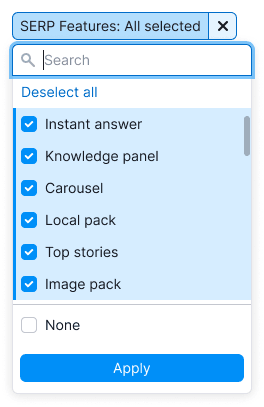 SERP Features: All selected
Search
Deselect all
Instant answer
Knowledge panel
Carousel
Local pack
Top stories
Image pack
None
Apply